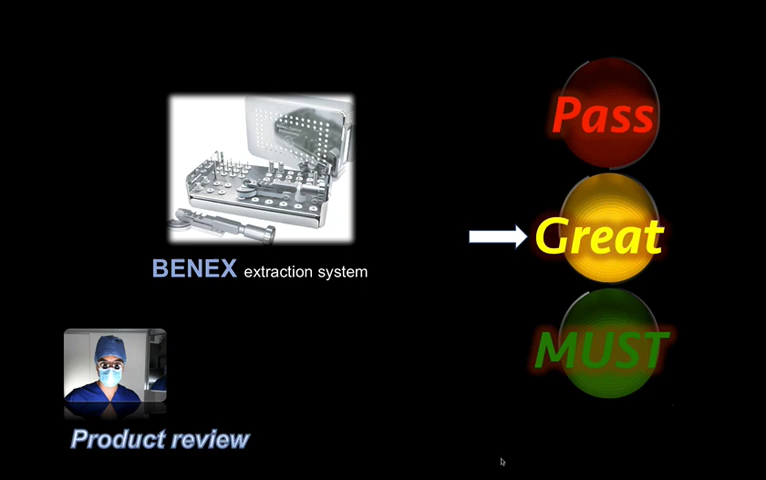 Pass
Great
BENEX extraction system
MUST
Product review